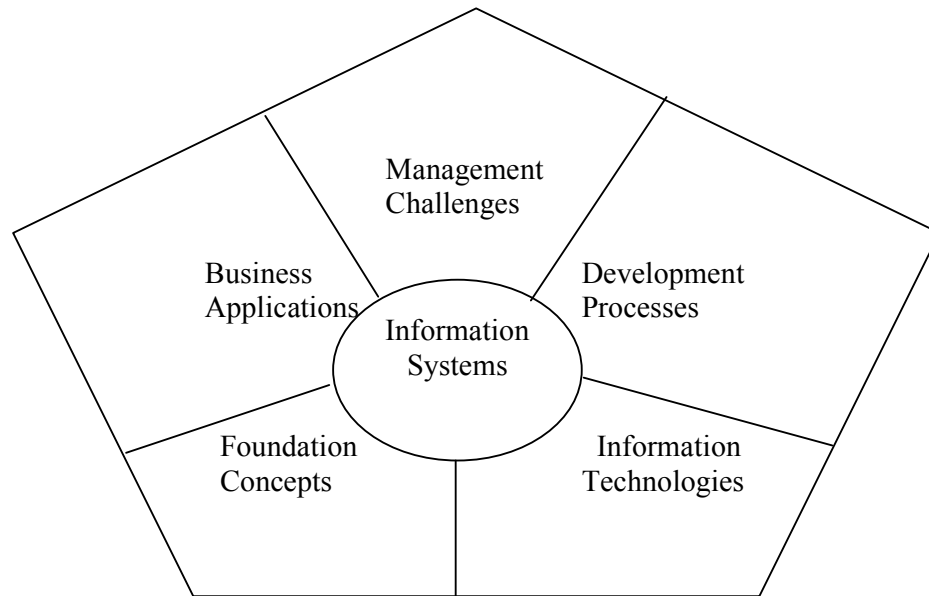 Management
Challenges
Business
Applications
Development
Processes
Information
Systems
Foundation
Concepts
Information
Technologies